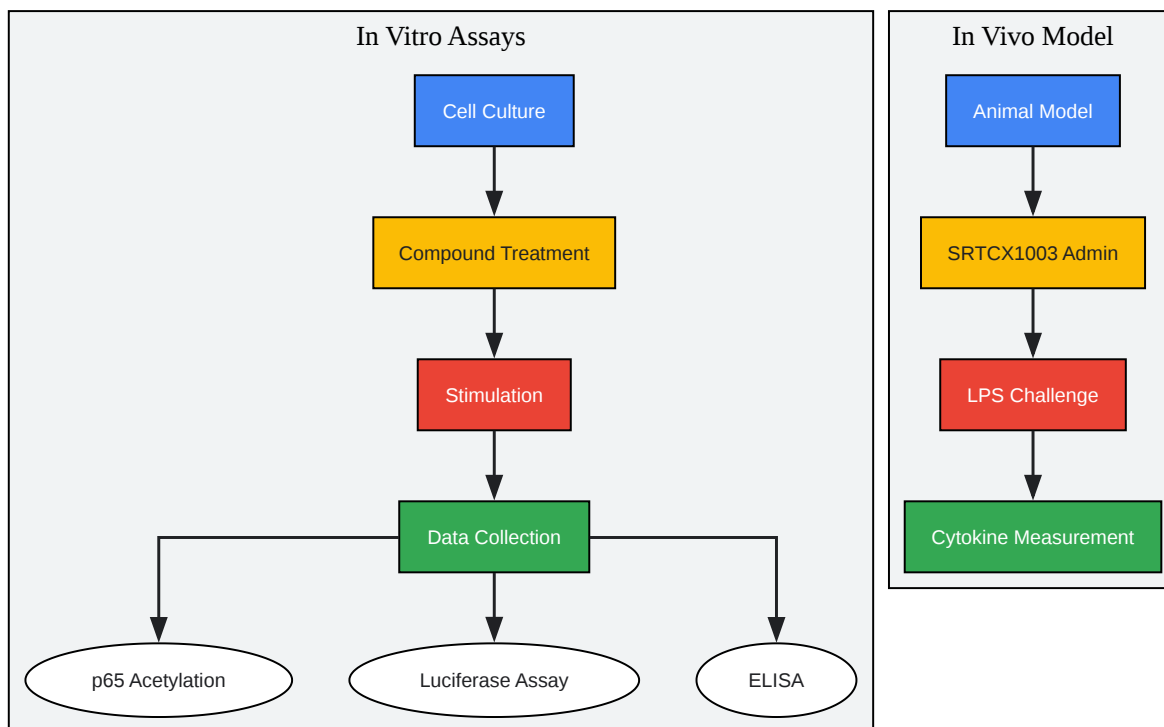 In Vitro Assays
Cell Culture
Compound Treatment
Stimulation
Data Collection
p65 Acetylation
Luciferase Assay
ELISA
In Vivo Model
Animal Model
SRTCX1003 Admin
LPS Challenge
Cytokine Measurement